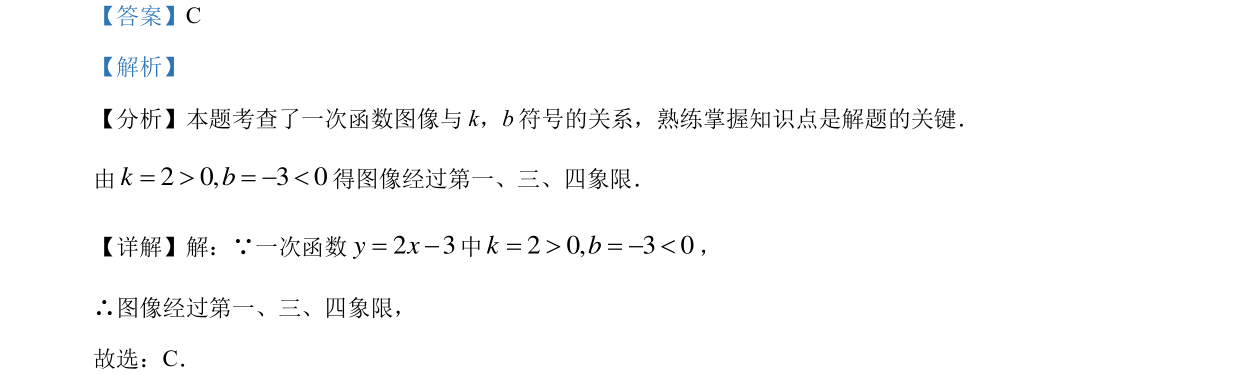 【答案】C
【解析】
【分析】本题考查了一次函数图像与 k，b 符号的关系，熟练掌握知识点是解题的关键．
由 k = 2 > 0, b = −3 < 0 得图像经过第一、三、四象限．
【详解】解：∵一次函数 y = 2x − 3 中 k = 2 > 0, b = −3 < 0，
∴图像经过第一、三、四象限，
故选：C．